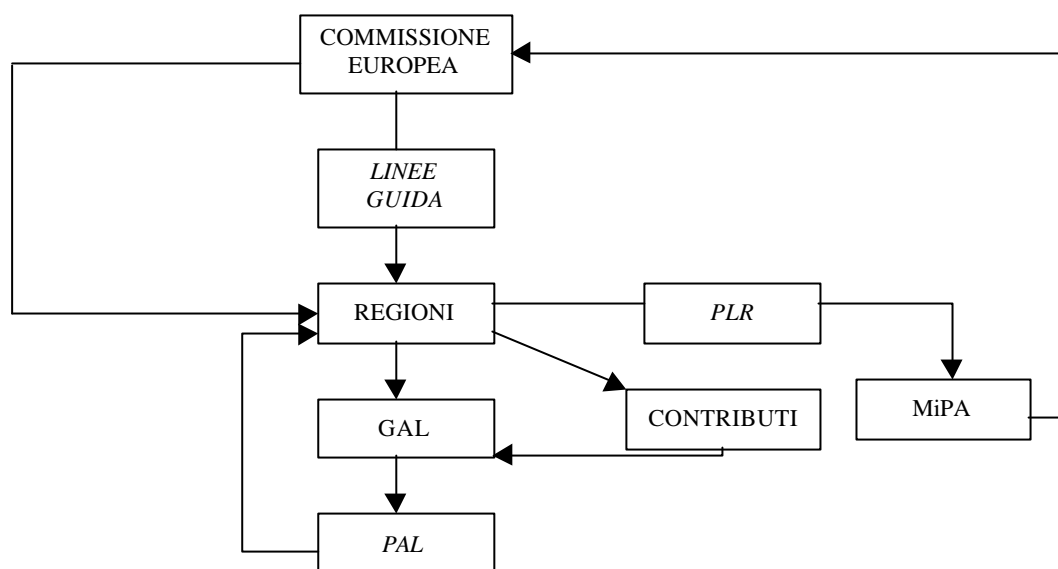 COMMISSIONE
EUROPEA
LINEE
GUIDA
REGIONI
PLR
GAL
CONTRIBUTI
MiPA
PAL